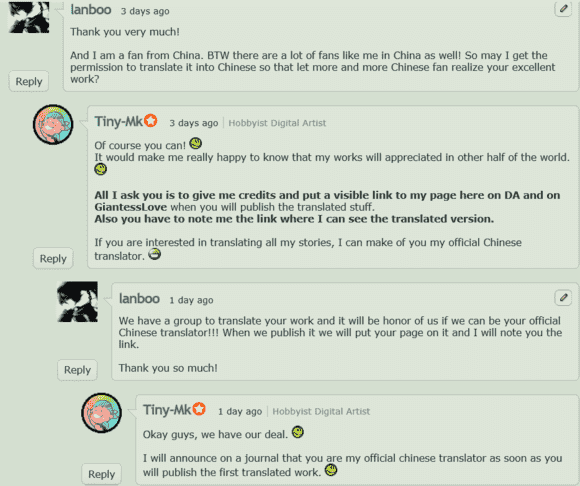 lanboo 3 days ago
Thank you very much!
And I am a fan from China. BTW there are a lot of fans like me in China as well! So may I get the
permission to translate it into Chinese so that let more and more Chinese fan realize your excellent
work?
Reply
Tiny-Mk 3 days ago Hobbyist Digital Artist
Of course you can!
It would make me really happy to know that my works will appreciated in other half of the world.
All I ask you is to give me credits and put a visible link to my page here on DA and on
GiantessLove when you will publish the translated stuff.
Also you have to note me the link where I can see the translated version.
If you are interested in translating all my stories, I can make of you my official Chinese
translator.
Reply
lanboo 1 day ago
We have a group to translate your work and it will be honor of us if we can be your official
Chinese translator!!! When we publish it we will put your page on it and I will note you the
link.
Thank you so much!
Reply
Tiny-Mk 1 day ago Hobbyist Digital Artist
Okay guys, we have our deal.
I will announce on a journal that you are my official chinese translator as soon as you
will publish the first translated work.
Reply